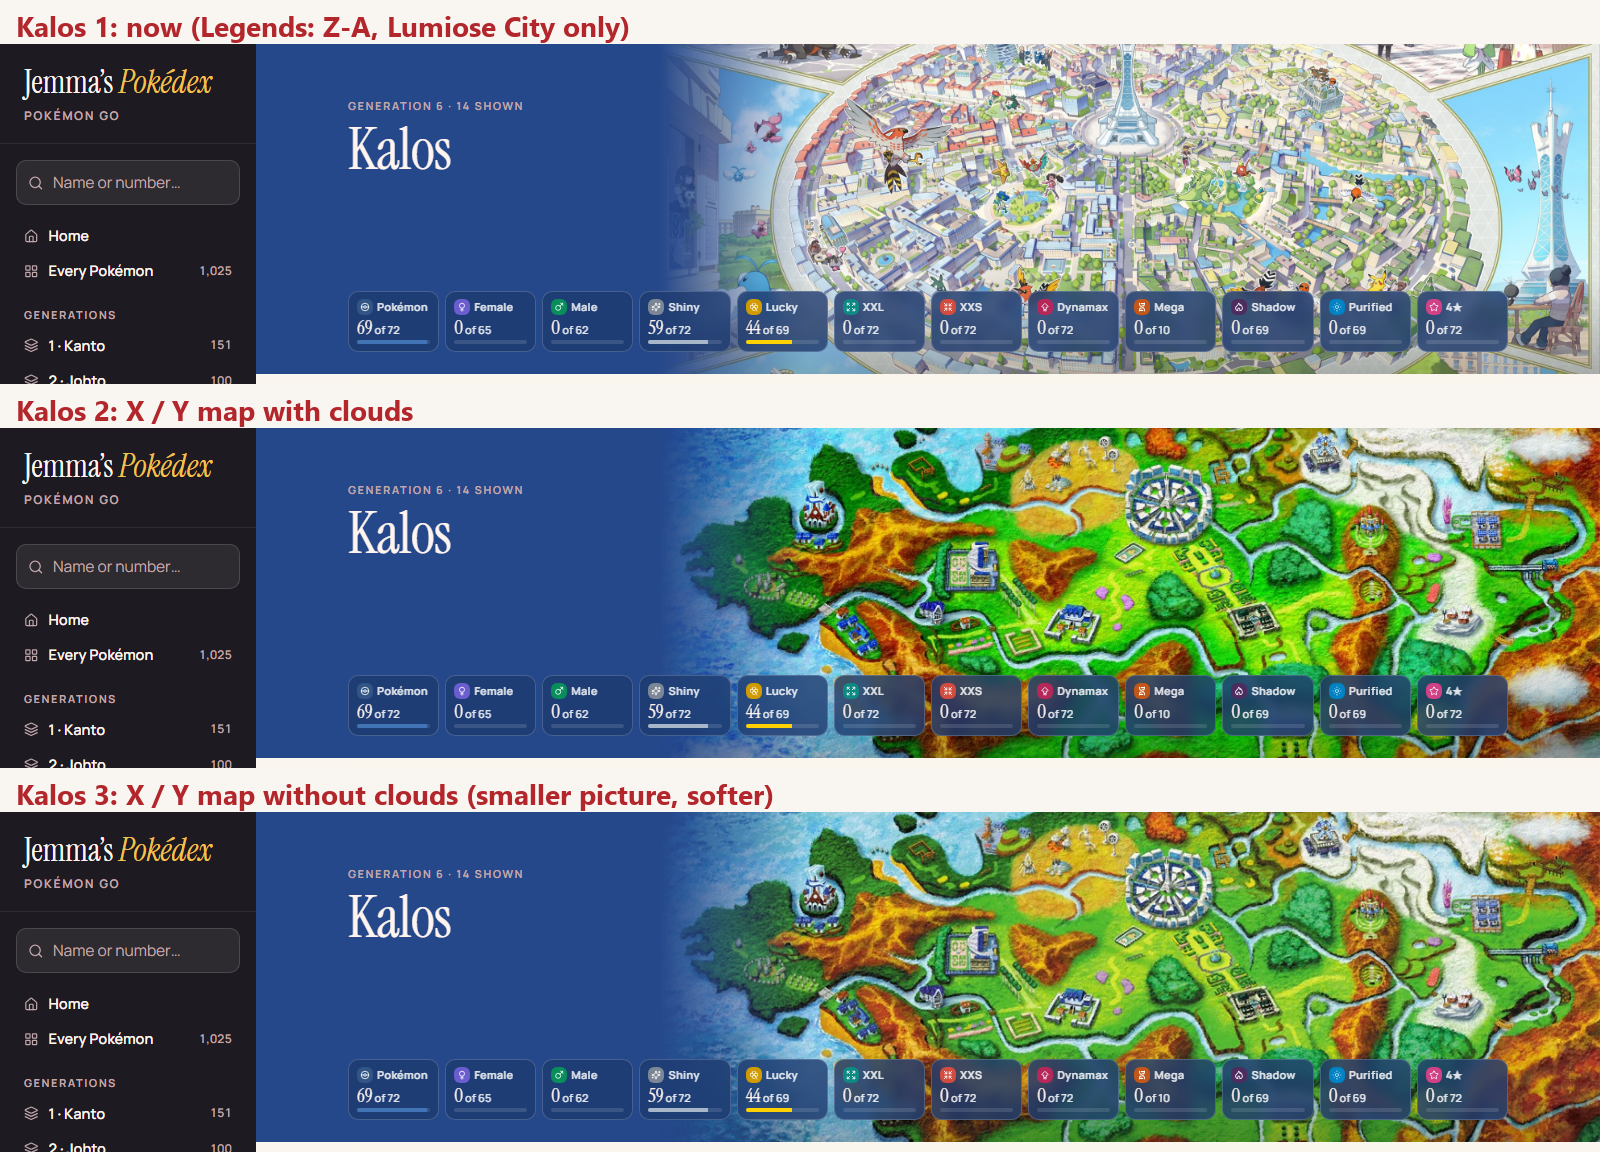 Kalos 1: now (Legends: Z-A, Lumiose City only)
Jemma's Pokédex
POKÉMON GO
Name or number...
Home
Every Pokémon 1,025
GENERATIONS
1 · Kanto 151
2 · Johto 100
GENERATION 6 · 14 SHOWN
Kalos
Pokémon Female Male Shiny Lucky XXL XXS Dynamax Mega Shadow Purified 4★
69 of 72 0 of 65 0 of 62 59 of 72 44 of 69 0 of 72 0 of 72 0 of 72 0 of 10 0 of 69 0 of 69 0 of 72
Kalos 2: X / Y map with clouds
Jemma's Pokédex
POKÉMON GO
Name or number...
Home
Every Pokémon 1,025
GENERATIONS
1 · Kanto 151
2 · Johto 100
GENERATION 6 · 14 SHOWN
Kalos
Pokémon Female Male Shiny Lucky XXL XXS Dynamax Mega Shadow Purified 4★
69 of 72 0 of 65 0 of 62 59 of 72 44 of 69 0 of 72 0 of 72 0 of 72 0 of 10 0 of 69 0 of 69 0 of 72
Kalos 3: X / Y map without clouds (smaller picture, softer)
Jemma's Pokédex
POKÉMON GO
Name or number...
Home
Every Pokémon 1,025
GENERATIONS
1 · Kanto 151
2 · Johto 100
GENERATION 6 · 14 SHOWN
Kalos
Pokémon Female Male Shiny Lucky XXL XXS Dynamax Mega Shadow Purified 4★
69 of 72 0 of 65 0 of 62 59 of 72 44 of 69 0 of 72 0 of 72 0 of 72 0 of 10 0 of 69 0 of 69 0 of 72